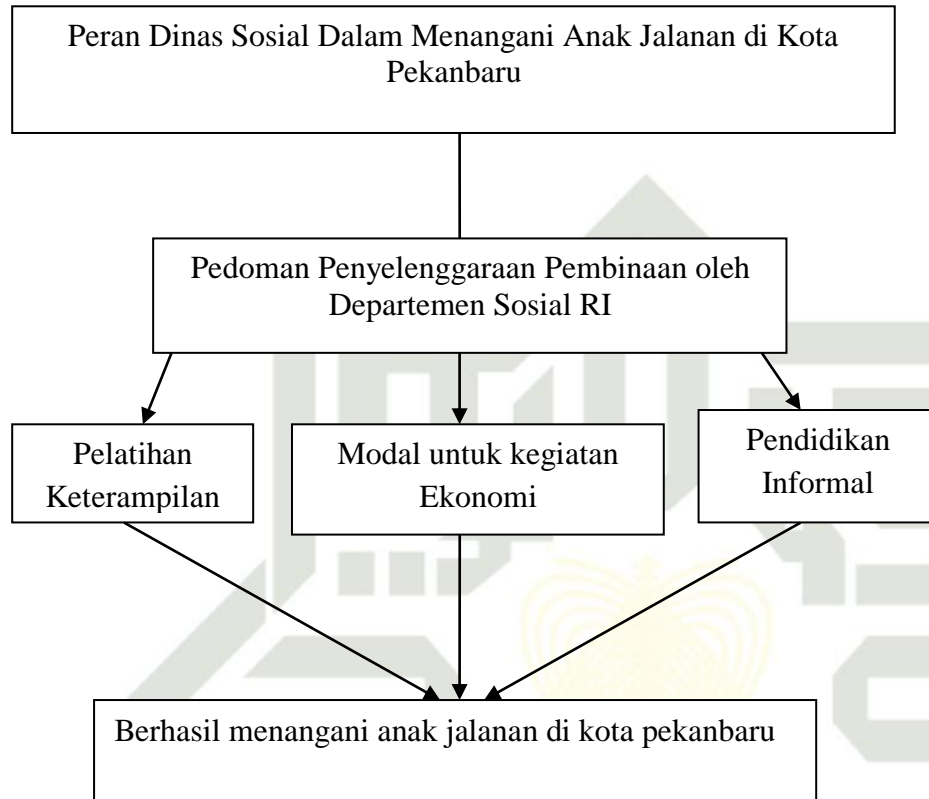 Peran Dinas Sosial Dalam Menangani Anak Jalanan di Kota
Pekanbaru
Pedoman Penyelenggaraan Pembinaan oleh
Departemen Sosial RI
Pelatihan
Keterampilan
Modal untuk kegiatan
Ekonomi
Pendidikan
Informal
Berhasil menangani anak jalanan di kota pekanbaru